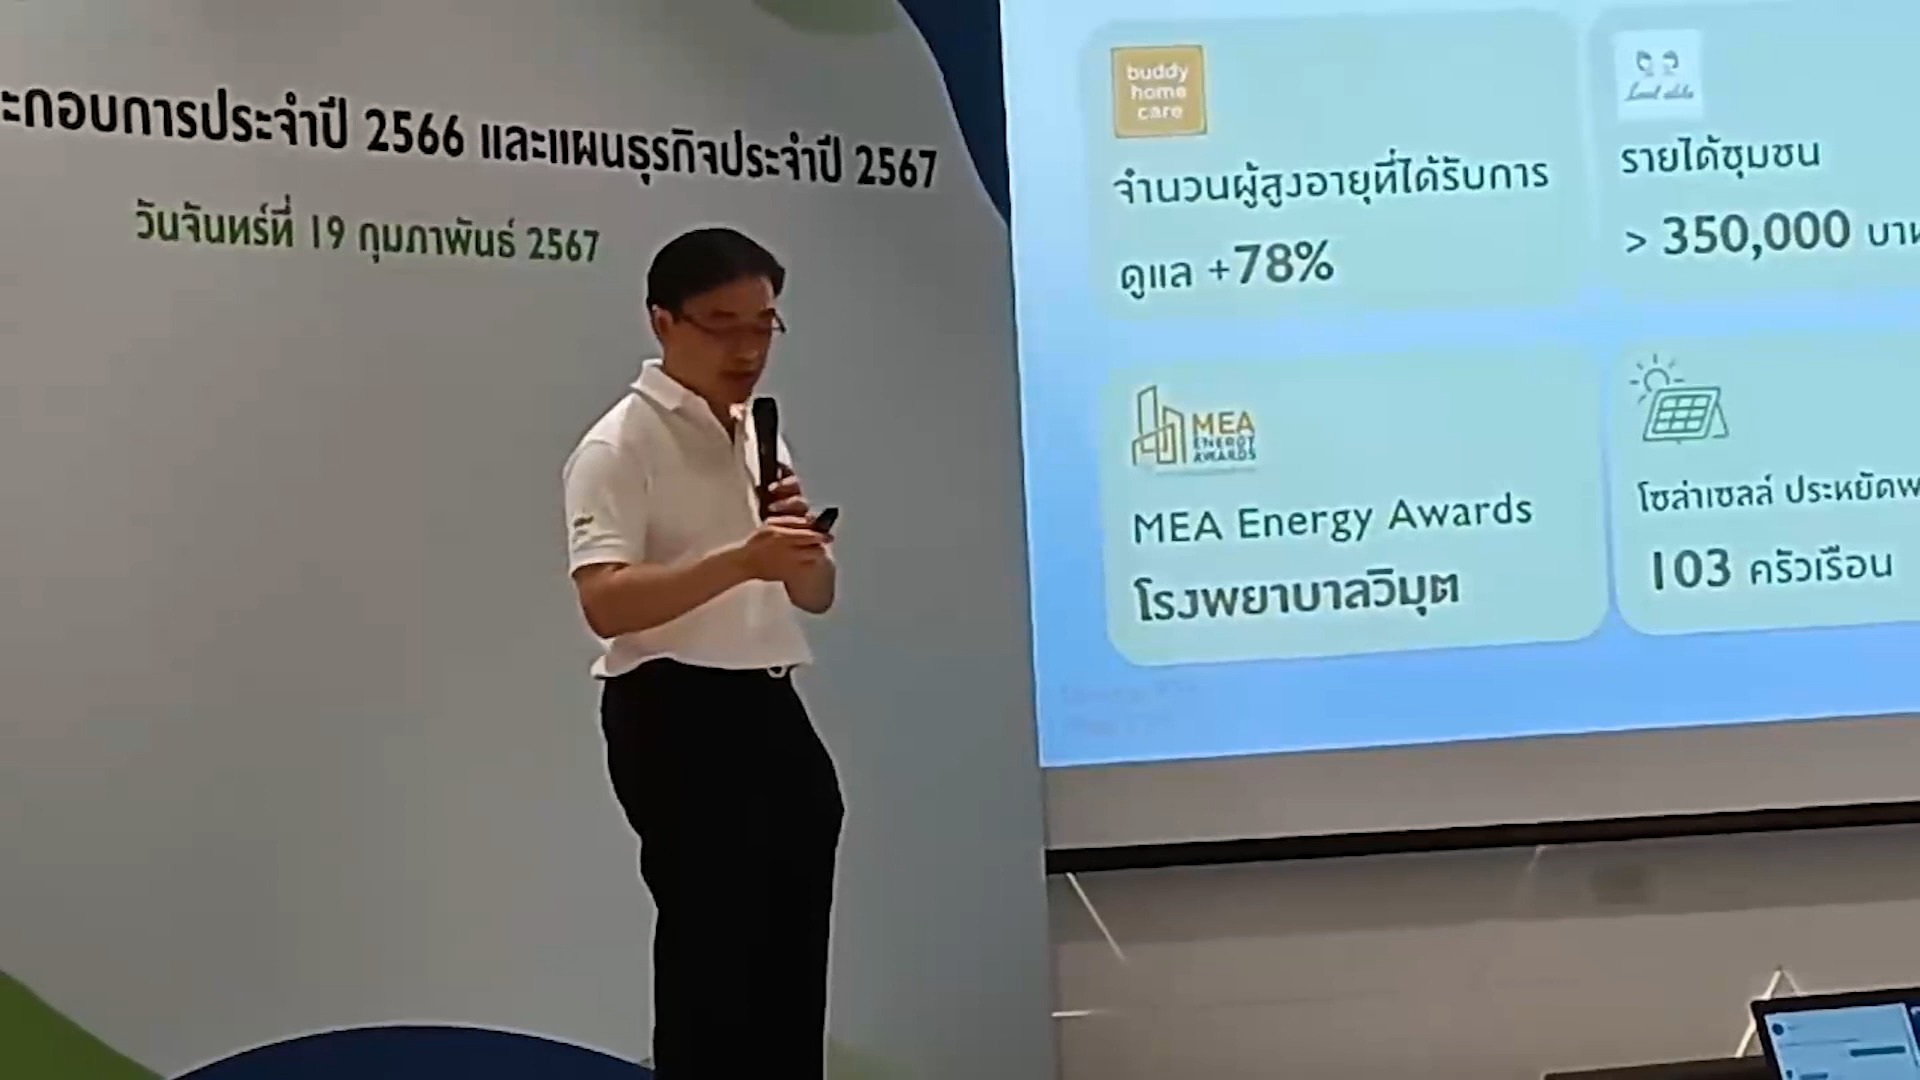 ะกอบการประจำปี 2566 และแผนธุรกิจประจำปี 2567
วันจันทร์ที่ 19 กุมภาพันธ์ 2567
buddy
home
care
จำนวนผู้สูงอายุที่ได้รับการ
ดูแล +78%
Local alike
รายได้ชุมชน
> 350,000 บาท
MEA
ENERGY
AWARDS
MEA Energy Awards
โรงพยาบาลวิมุต
โซล่าเซลล์ ประหยัดพ
103 ครัวเรือน